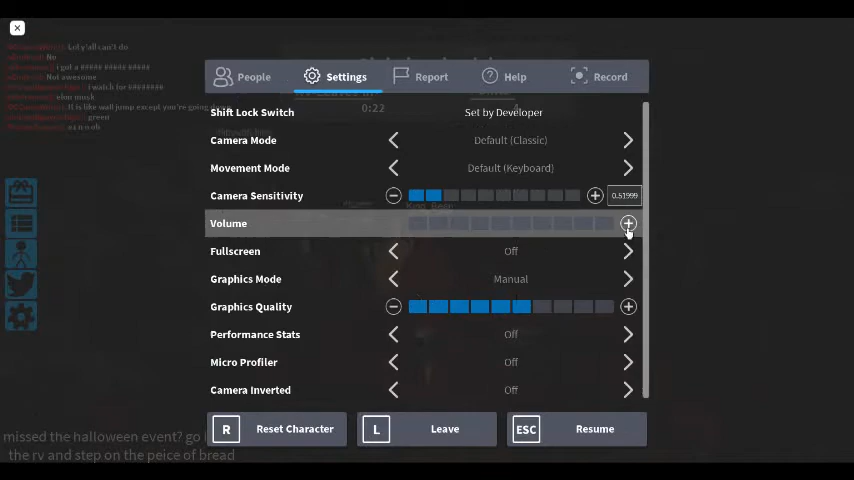 Lol y'all can't do
No
i got a ##### ##### #####
Not awesome
i watch for ########
elon musk
It is like wall jump except you're going
green
People
Settings
Report
Help
Record
0:22
Shift Lock Switch Set by Developer
Camera Mode Default (Classic)
Movement Mode Default (Keyboard)
Camera Sensitivity 0.51999
Volume
Fullscreen Off
Graphics Mode Manual
Graphics Quality
Performance Stats Off
Micro Profiler Off
Camera Inverted Off
R Reset Character
L Leave
ESC Resume
missed the halloween event? go
the rv and step on the peice of bread